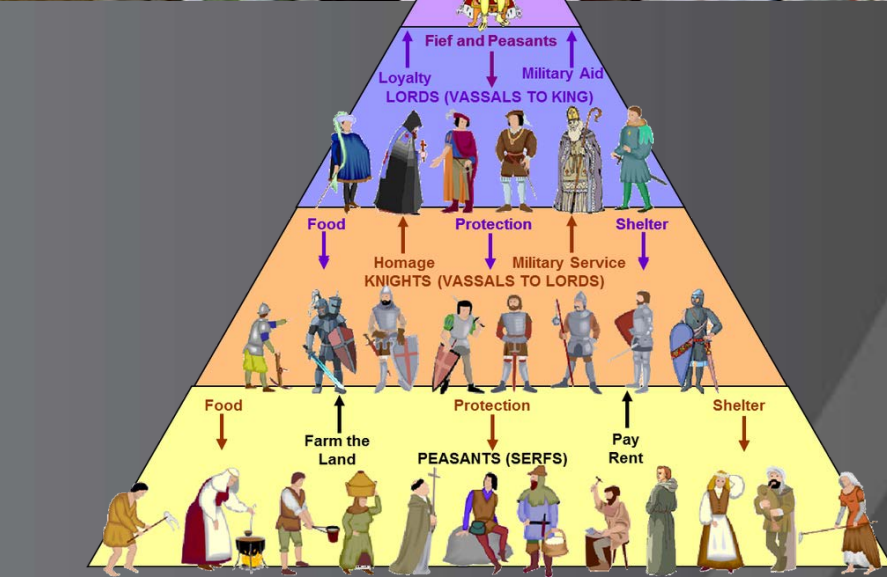 Fief and Peasants
Loyalty
Military Aid
LORDS (VASSALS TO KING)
Food
Protection
Shelter
Homage
Military Service
KNIGHTS (VASSALS TO LORDS)
Food
Protection
Shelter
Farm the
Land
Pay
Rent
PEASANTS (SERFS)